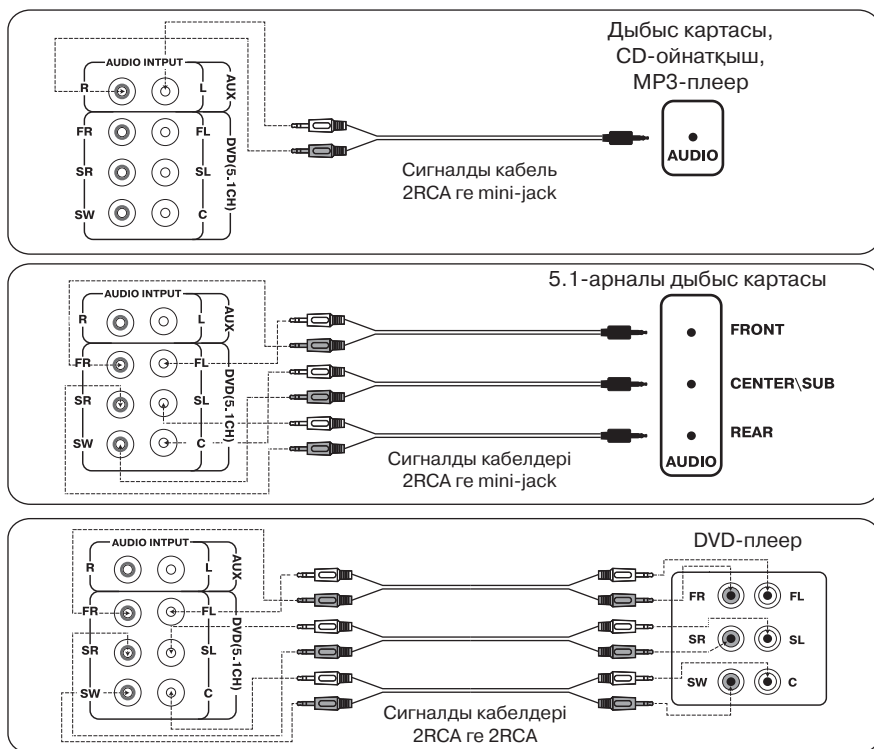 Дыбыс картасы,
CD-ойнатқыш,
MP3-плеер
AUDIO INTPUT
R
L
AUX
FR
FL
SR
SL
SW
C
DVD(5.1CH)
AUDIO
Сигналды кабель
2RCA ге mini-jack
5.1-арналы дыбыс картасы
AUDIO INTPUT
R
L
AUX
FR
FL
SR
SL
SW
C
DVD(5.1CH)
FRONT
CENTER\SUB
REAR
AUDIO
Сигналды кабелдері
2RCA ге mini-jack
DVD-плеер
AUDIO INTPUT
R
L
AUX
FR
FL
SR
SL
SW
C
DVD(5.1CH)
FR
FL
SR
SL
SW
C
Сигналды кабелдері
2RCA ге 2RCA